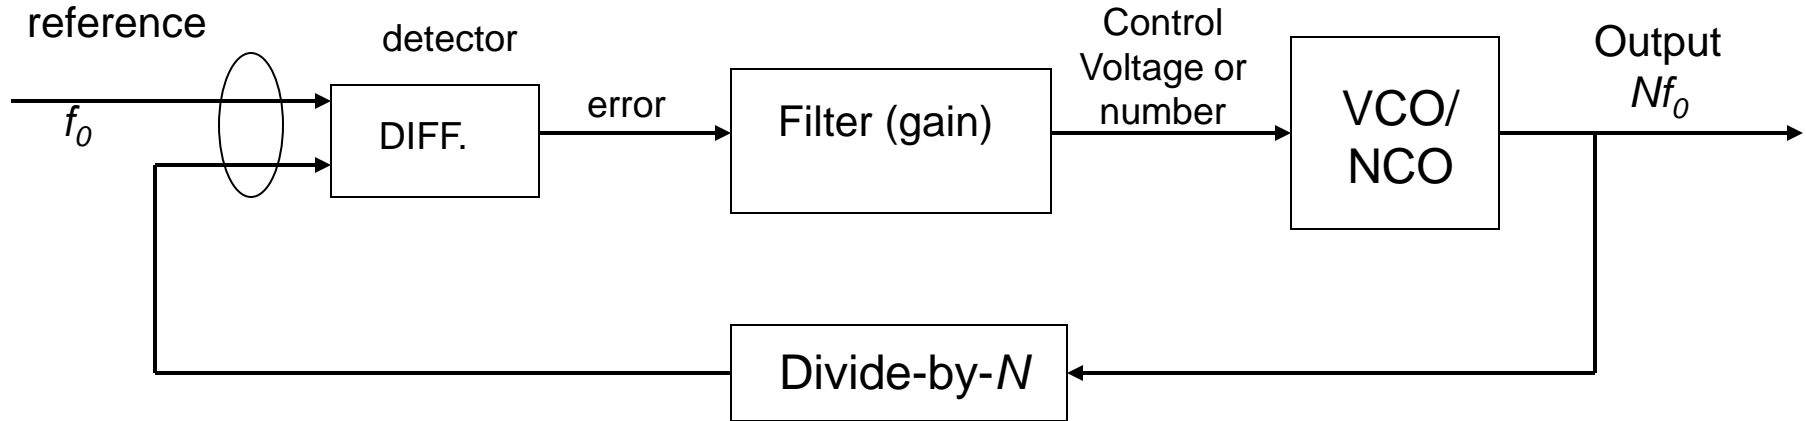 reference
f0
detector
DIFF.
error
Filter (gain)
Control
Voltage or
number
VCO/
NCO
Output
Nf0
Divide-by-N